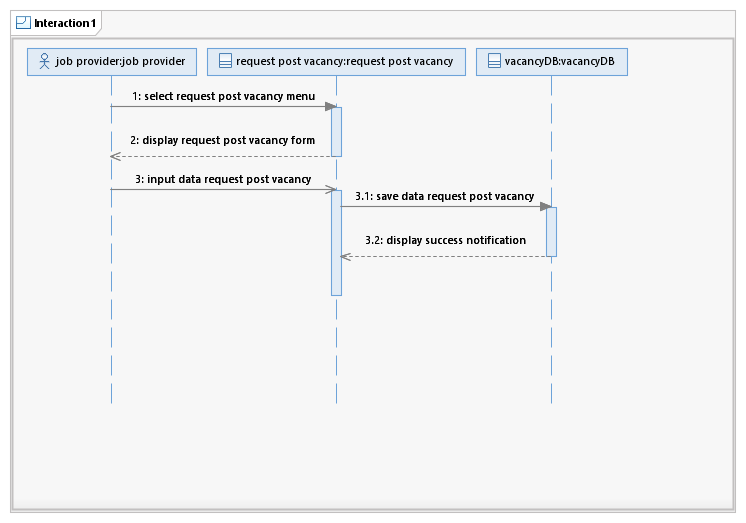 Interaction1
job provider:job provider
request post vacancy:request post vacancy
vacancyDB:vacancyDB
1: select request post vacancy menu
2: display request post vacancy form
3: input data request post vacancy
3.1: save data request post vacancy
3.2: display success notification